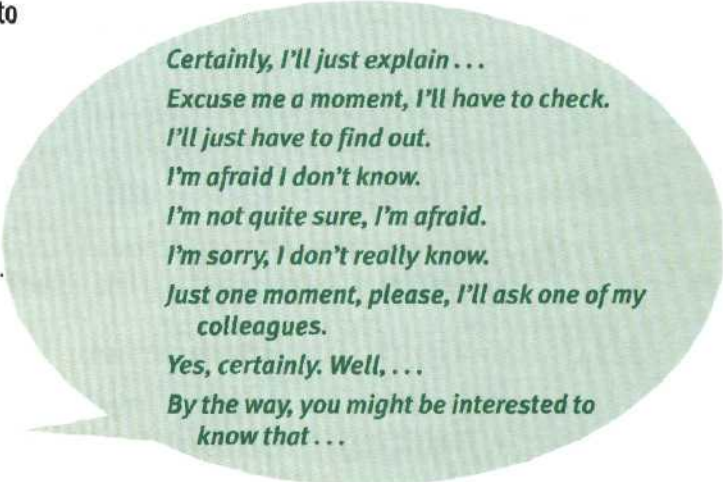 to
Certainly, I'll just explain . . .
Excuse me a moment, I'll have to check.
I'll just have to find out.
I'm afraid I don't know.
I'm not quite sure, I'm afraid.
I'm sorry, I don't really know.
.
Just one moment, please, I'll ask one of my
colleagues.
Yes, certainly. Well, . . .
By the way, you might be interested to
know that . . .